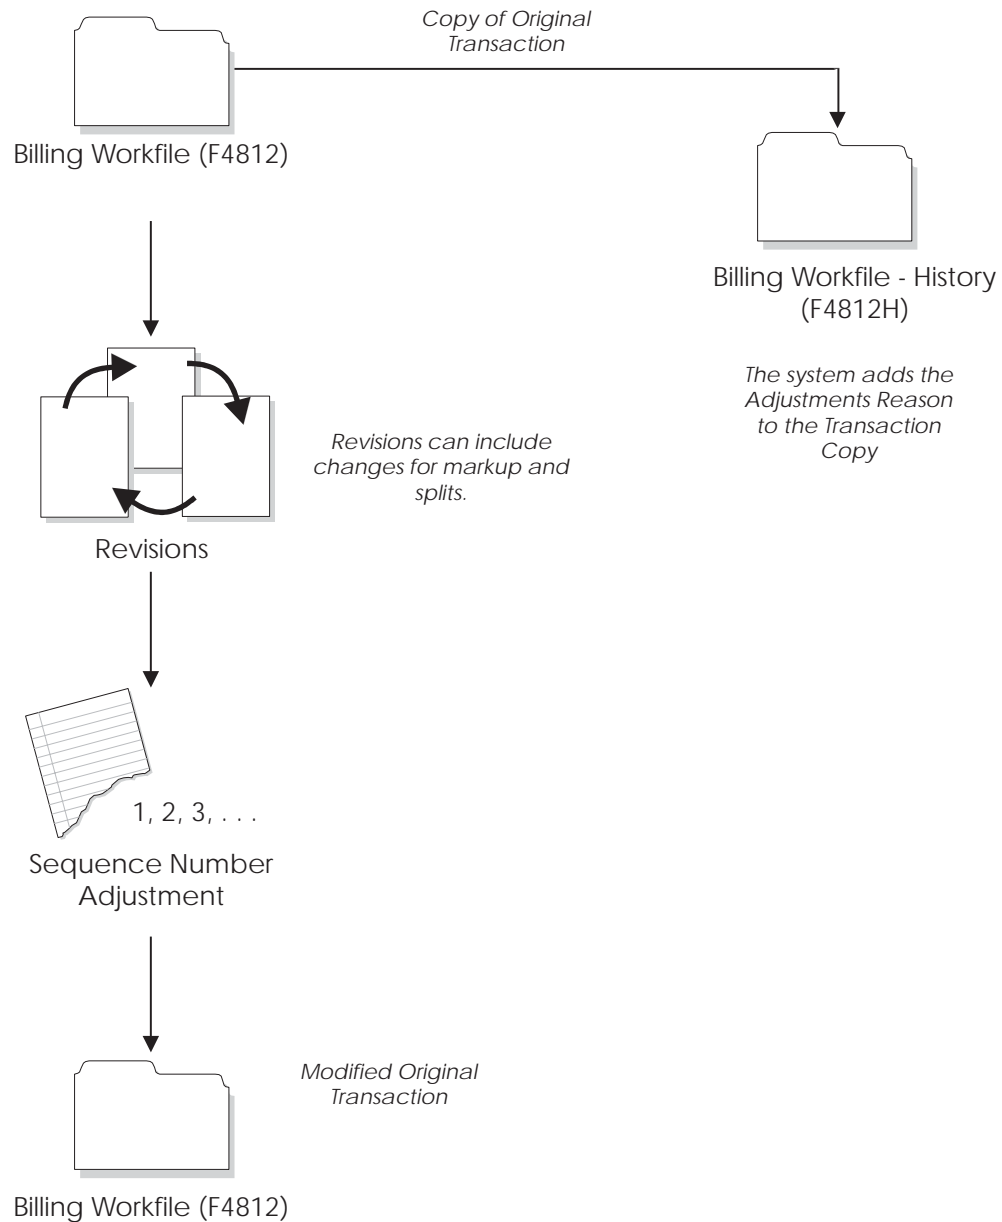 Copy of Original
Transaction
Billing Workfile (F4812)
Billing Workfile - History
(F4812H)
The system adds the
Adjustments Reason
to the Transaction
Copy
Revisions can include
changes for markup and
splits.
Revisions
1, 2, 3, . . .
Sequence Number
Adjustment
Modified Original
Transaction
Billing Workfile (F4812)